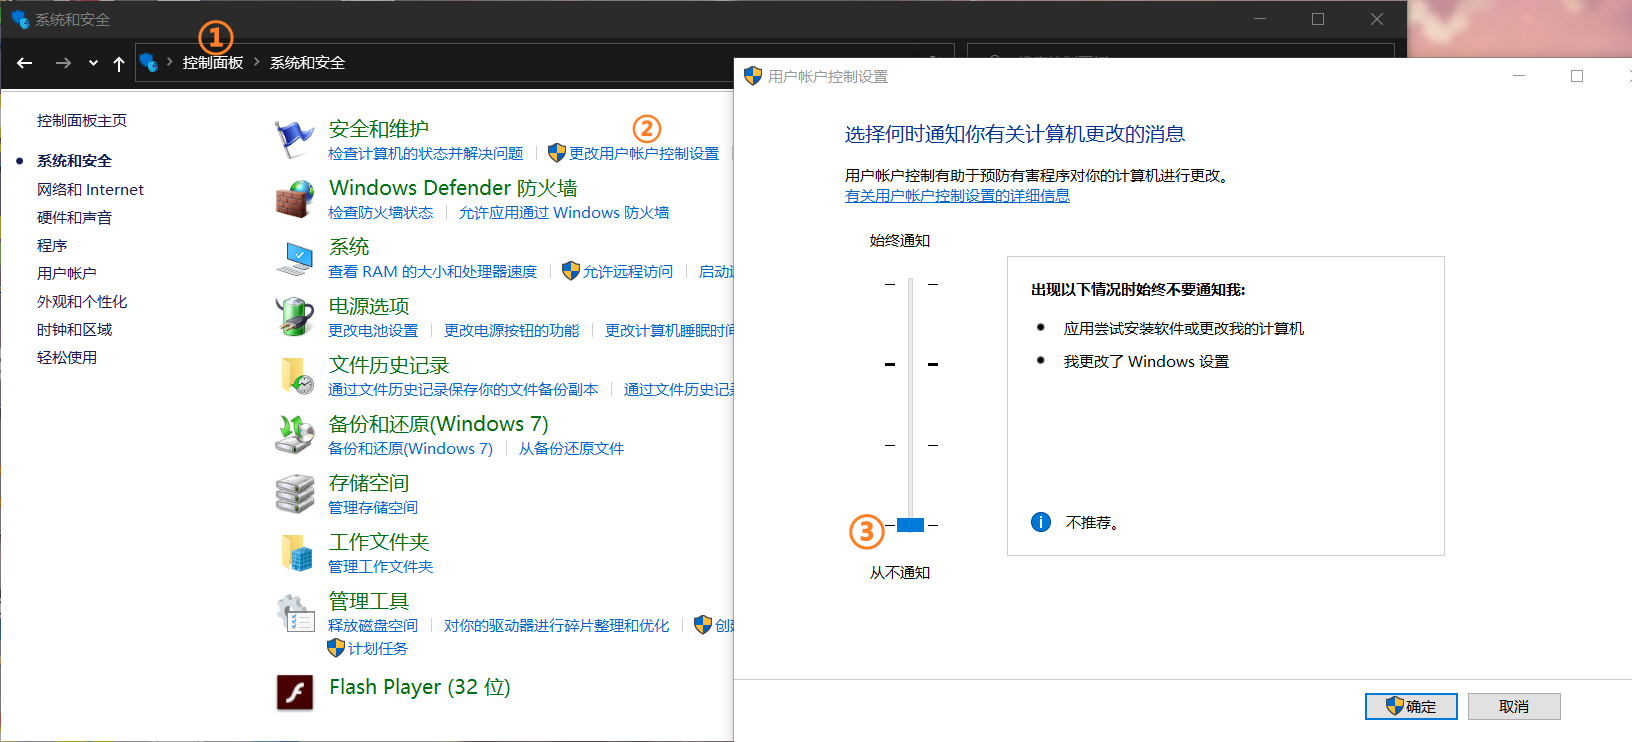 系统和安全
①
控制面板 系统和安全
控制面板主页
系统和安全
网络和 Internet
硬件和声音
程序
用户帐户
外观和个性化
时钟和区域
轻松使用
安全和维护
②
检查计算机的状态并解决问题 更改用户帐户控制设置
Windows Defender 防火墙
检查防火墙状态 允许应用通过 Windows 防火墙
系统
查看 RAM 的大小和处理器速度 允许远程访问 启动
电源选项
更改电池设置 更改电源按钮的功能 更改计算机睡眠时间
文件历史记录
通过文件历史记录保存你的文件备份副本 通过文件历史记录
备份和还原(Windows 7)
备份和还原(Windows 7) 从备份还原文件
存储空间
管理存储空间
工作文件夹
管理工作文件夹
管理工具
释放磁盘空间 对你的驱动器进行碎片整理和优化 创建
计划任务
Flash Player (32 位)
用户帐户控制设置
选择何时通知你有关计算机更改的消息
用户帐户控制有助于预防有害程序对你的计算机进行更改。
有关用户帐户控制设置的详细信息
始终通知
出现以下情况时始终不要通知我:
应用尝试安装软件或更改我的计算机
我更改了 Windows 设置
③
不推荐。
从不通知
确定 取消